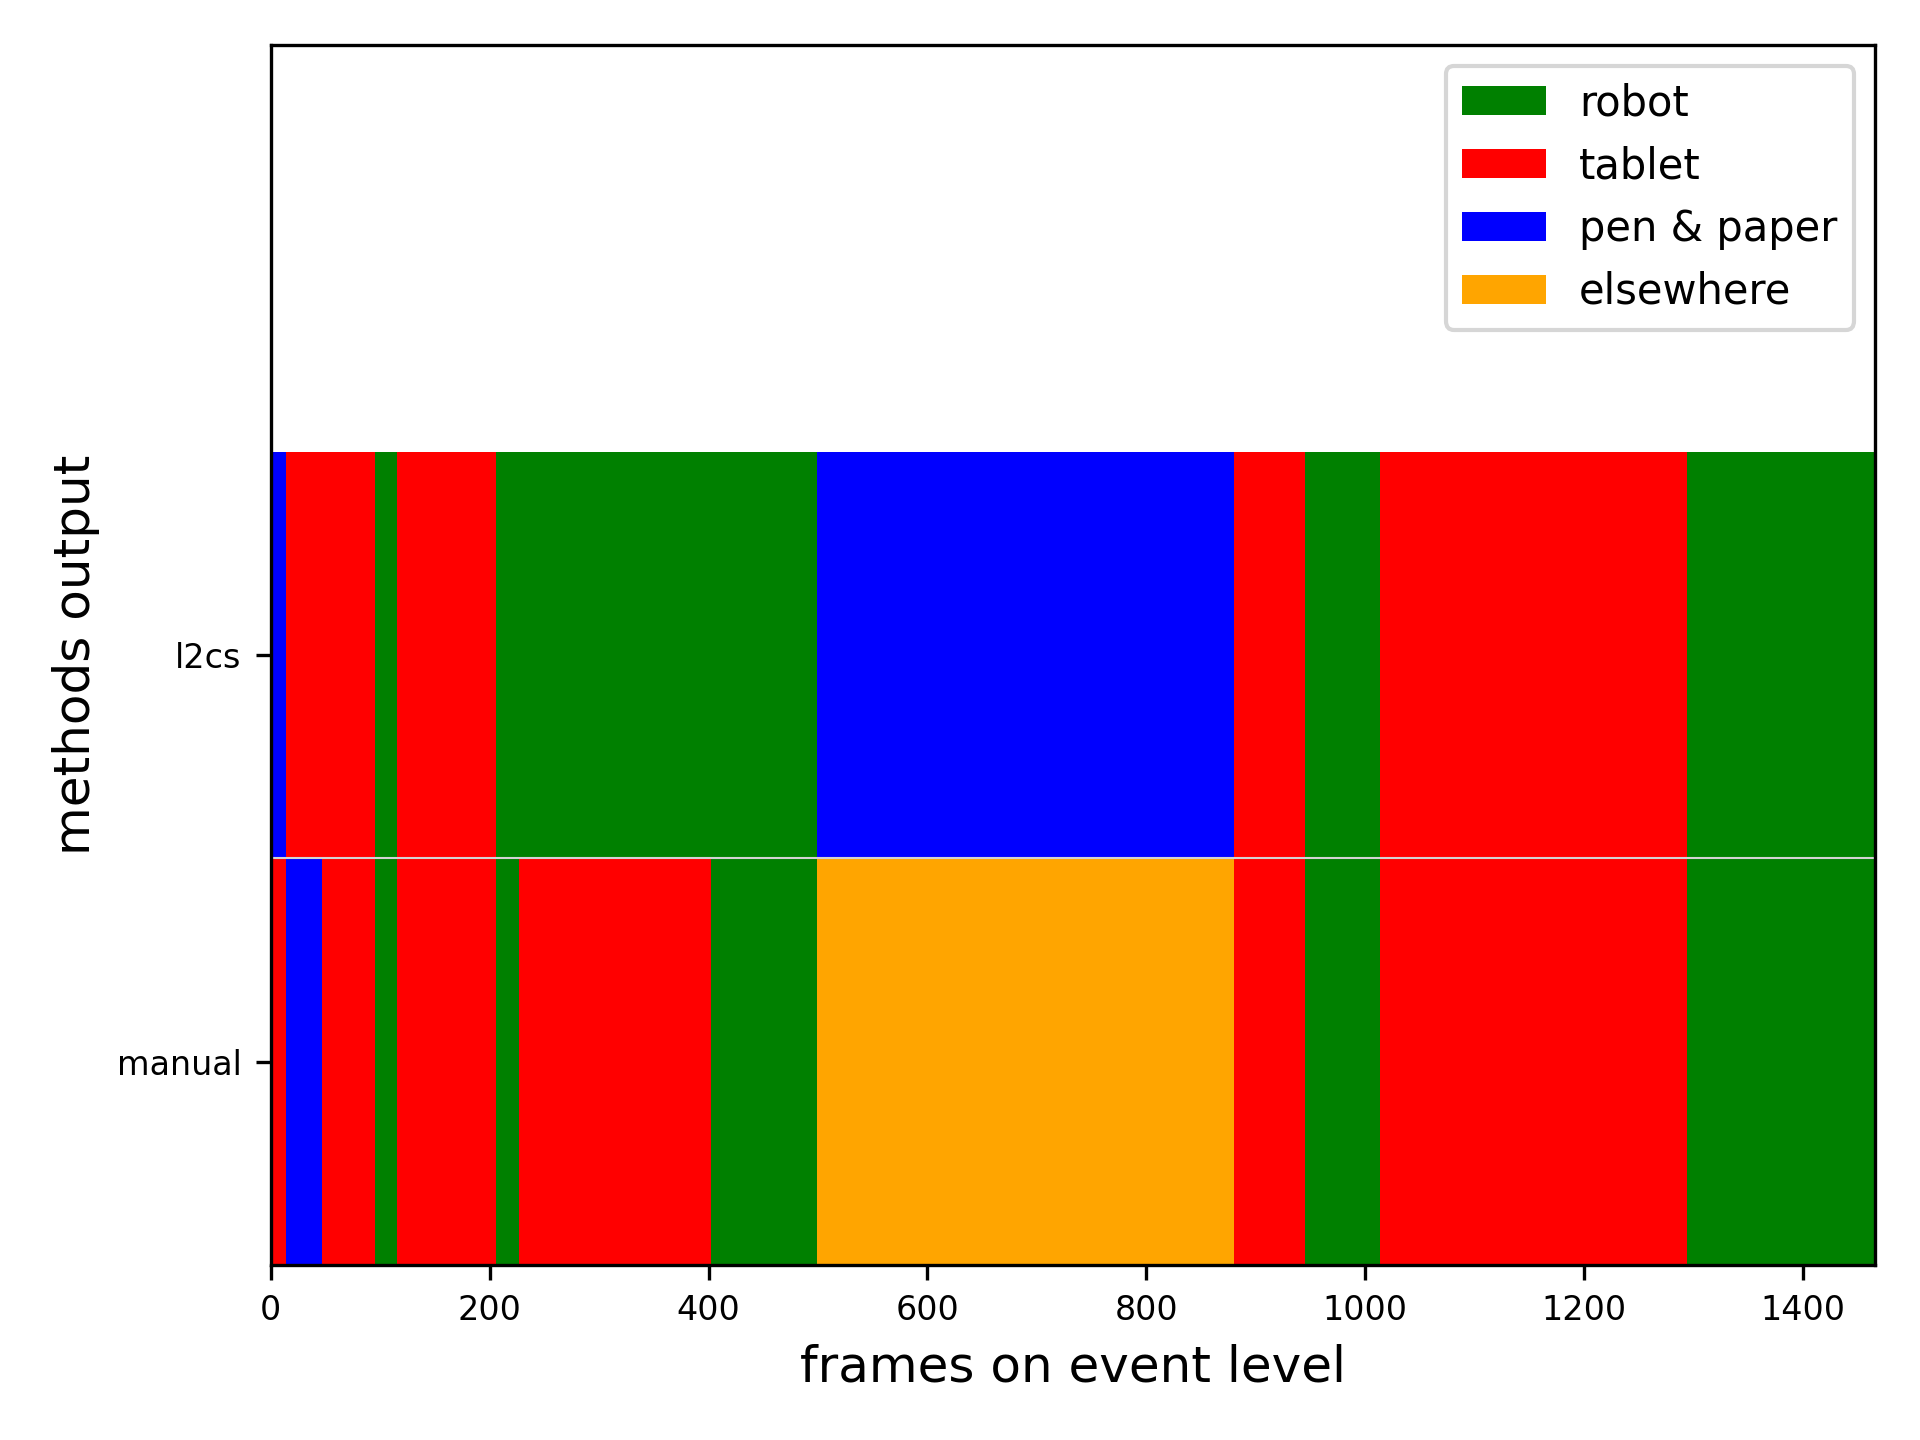 robot
tablet
pen & paper
elsewhere
methods output
l2cs
manual
0 200 400 600 800 1000 1200 1400
frames on event level